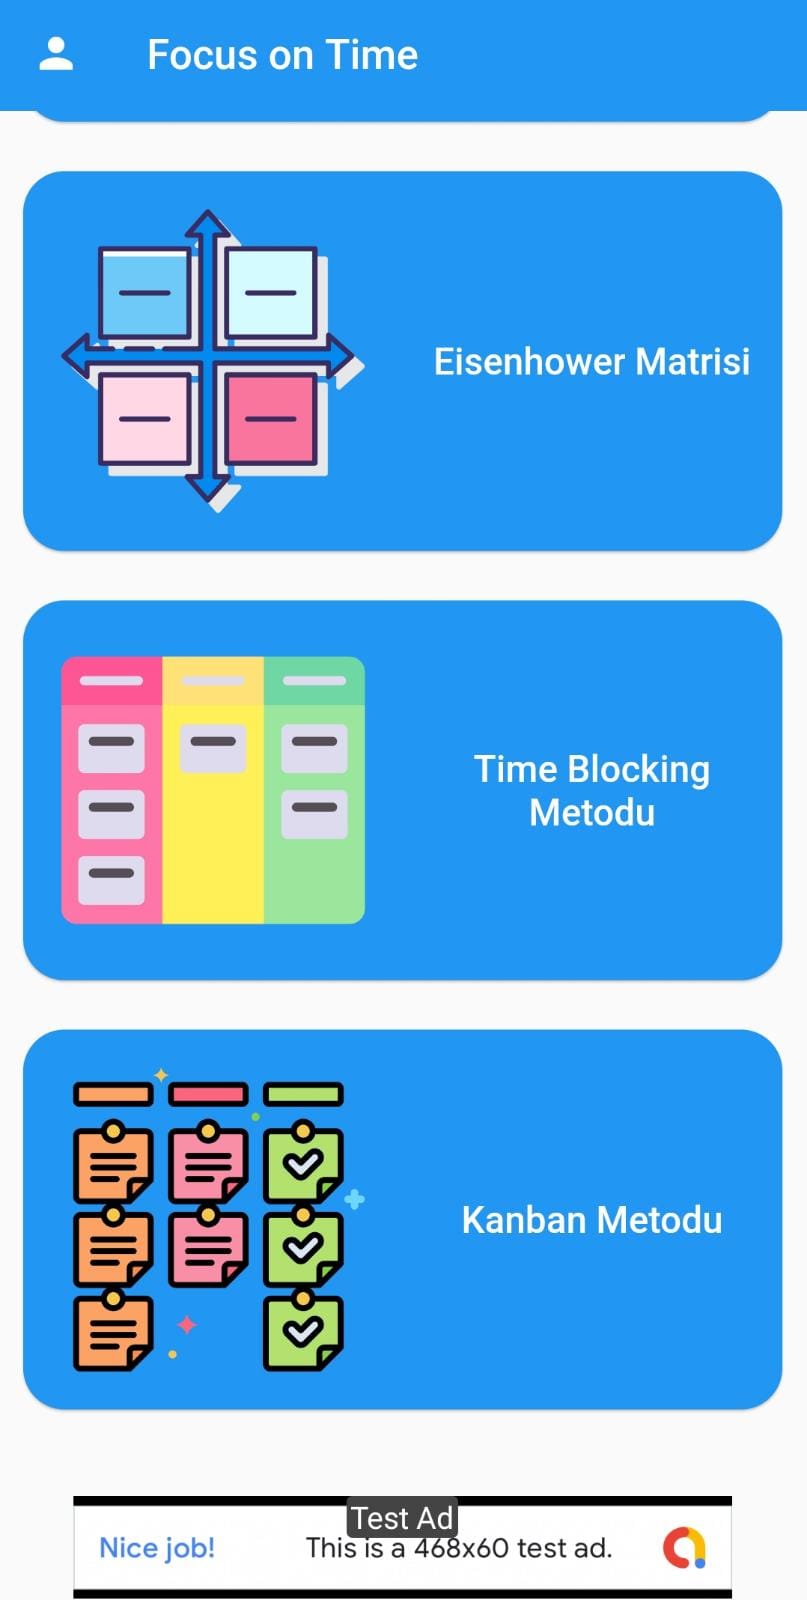 Focus on Time
Eisenhower Matrisi
Time Blocking
Metodu
Kanban Metodu
Test Ad
Nice job!
This is a 468x60 test ad.